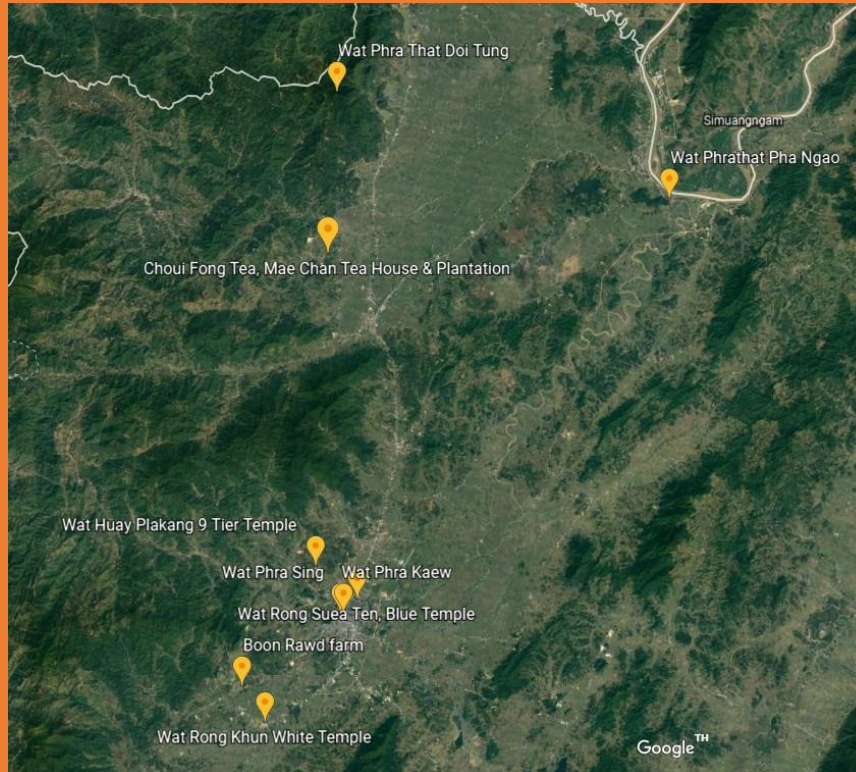 Wat Phra That Doi Tung
Simuangngam
Wat Phrathat Pha Ngao
Choui Fong Tea, Mae Chan Tea House & Plantation
Wat Huay Plakang 9 Tier Temple
Wat Phra Sing
Wat Phra Kaew
Wat Rong Suea Ten, Blue Temple
Boon Rawd farm
Wat Rong Khun White Temple
Google TH